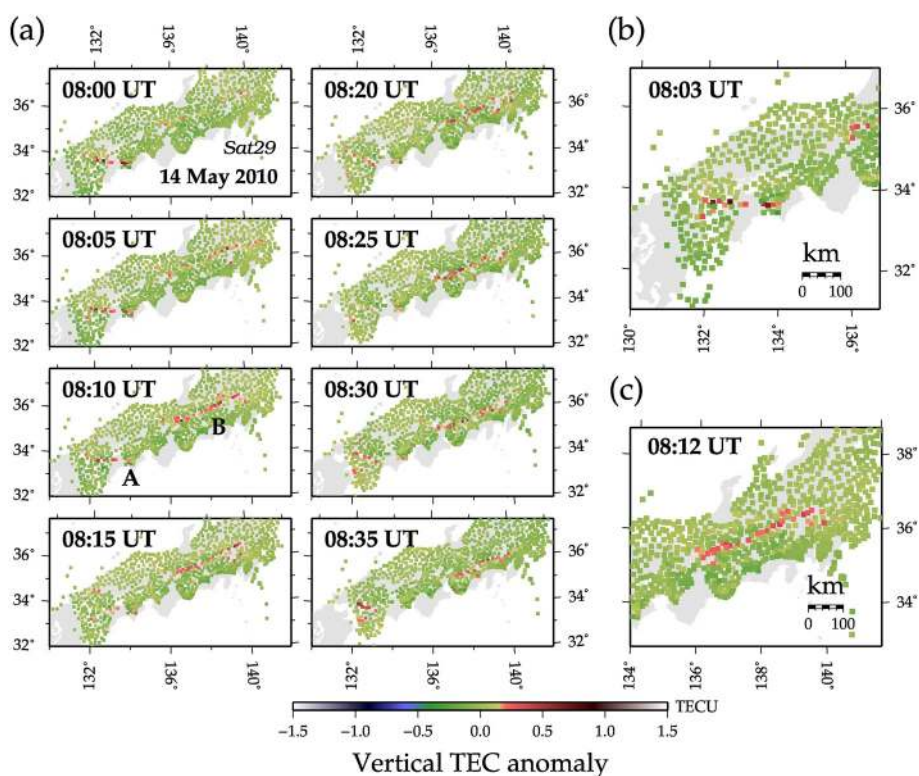 (a)
132°
136°
140°
132°
136°
140°
08:00 UT
Sat29
14 May 2010
36°
34°
32°
08:20 UT
36°
34°
32°
08:05 UT
36°
34°
32°
08:25 UT
36°
34°
32°
08:10 UT
A
B
36°
34°
32°
08:30 UT
36°
34°
32°
08:15 UT
36°
34°
32°
08:35 UT
36°
34°
32°
132°
136°
140°
132°
136°
140°
(b)
08:03 UT
km
0 100
36°
34°
32°
130°
132°
134°
136°
(c)
08:12 UT
km
0 100
38°
36°
34°
134°
136°
138°
140°
TECU
−1.5 −1.0 −0.5 0.0 0.5 1.0 1.5
Vertical TEC anomaly